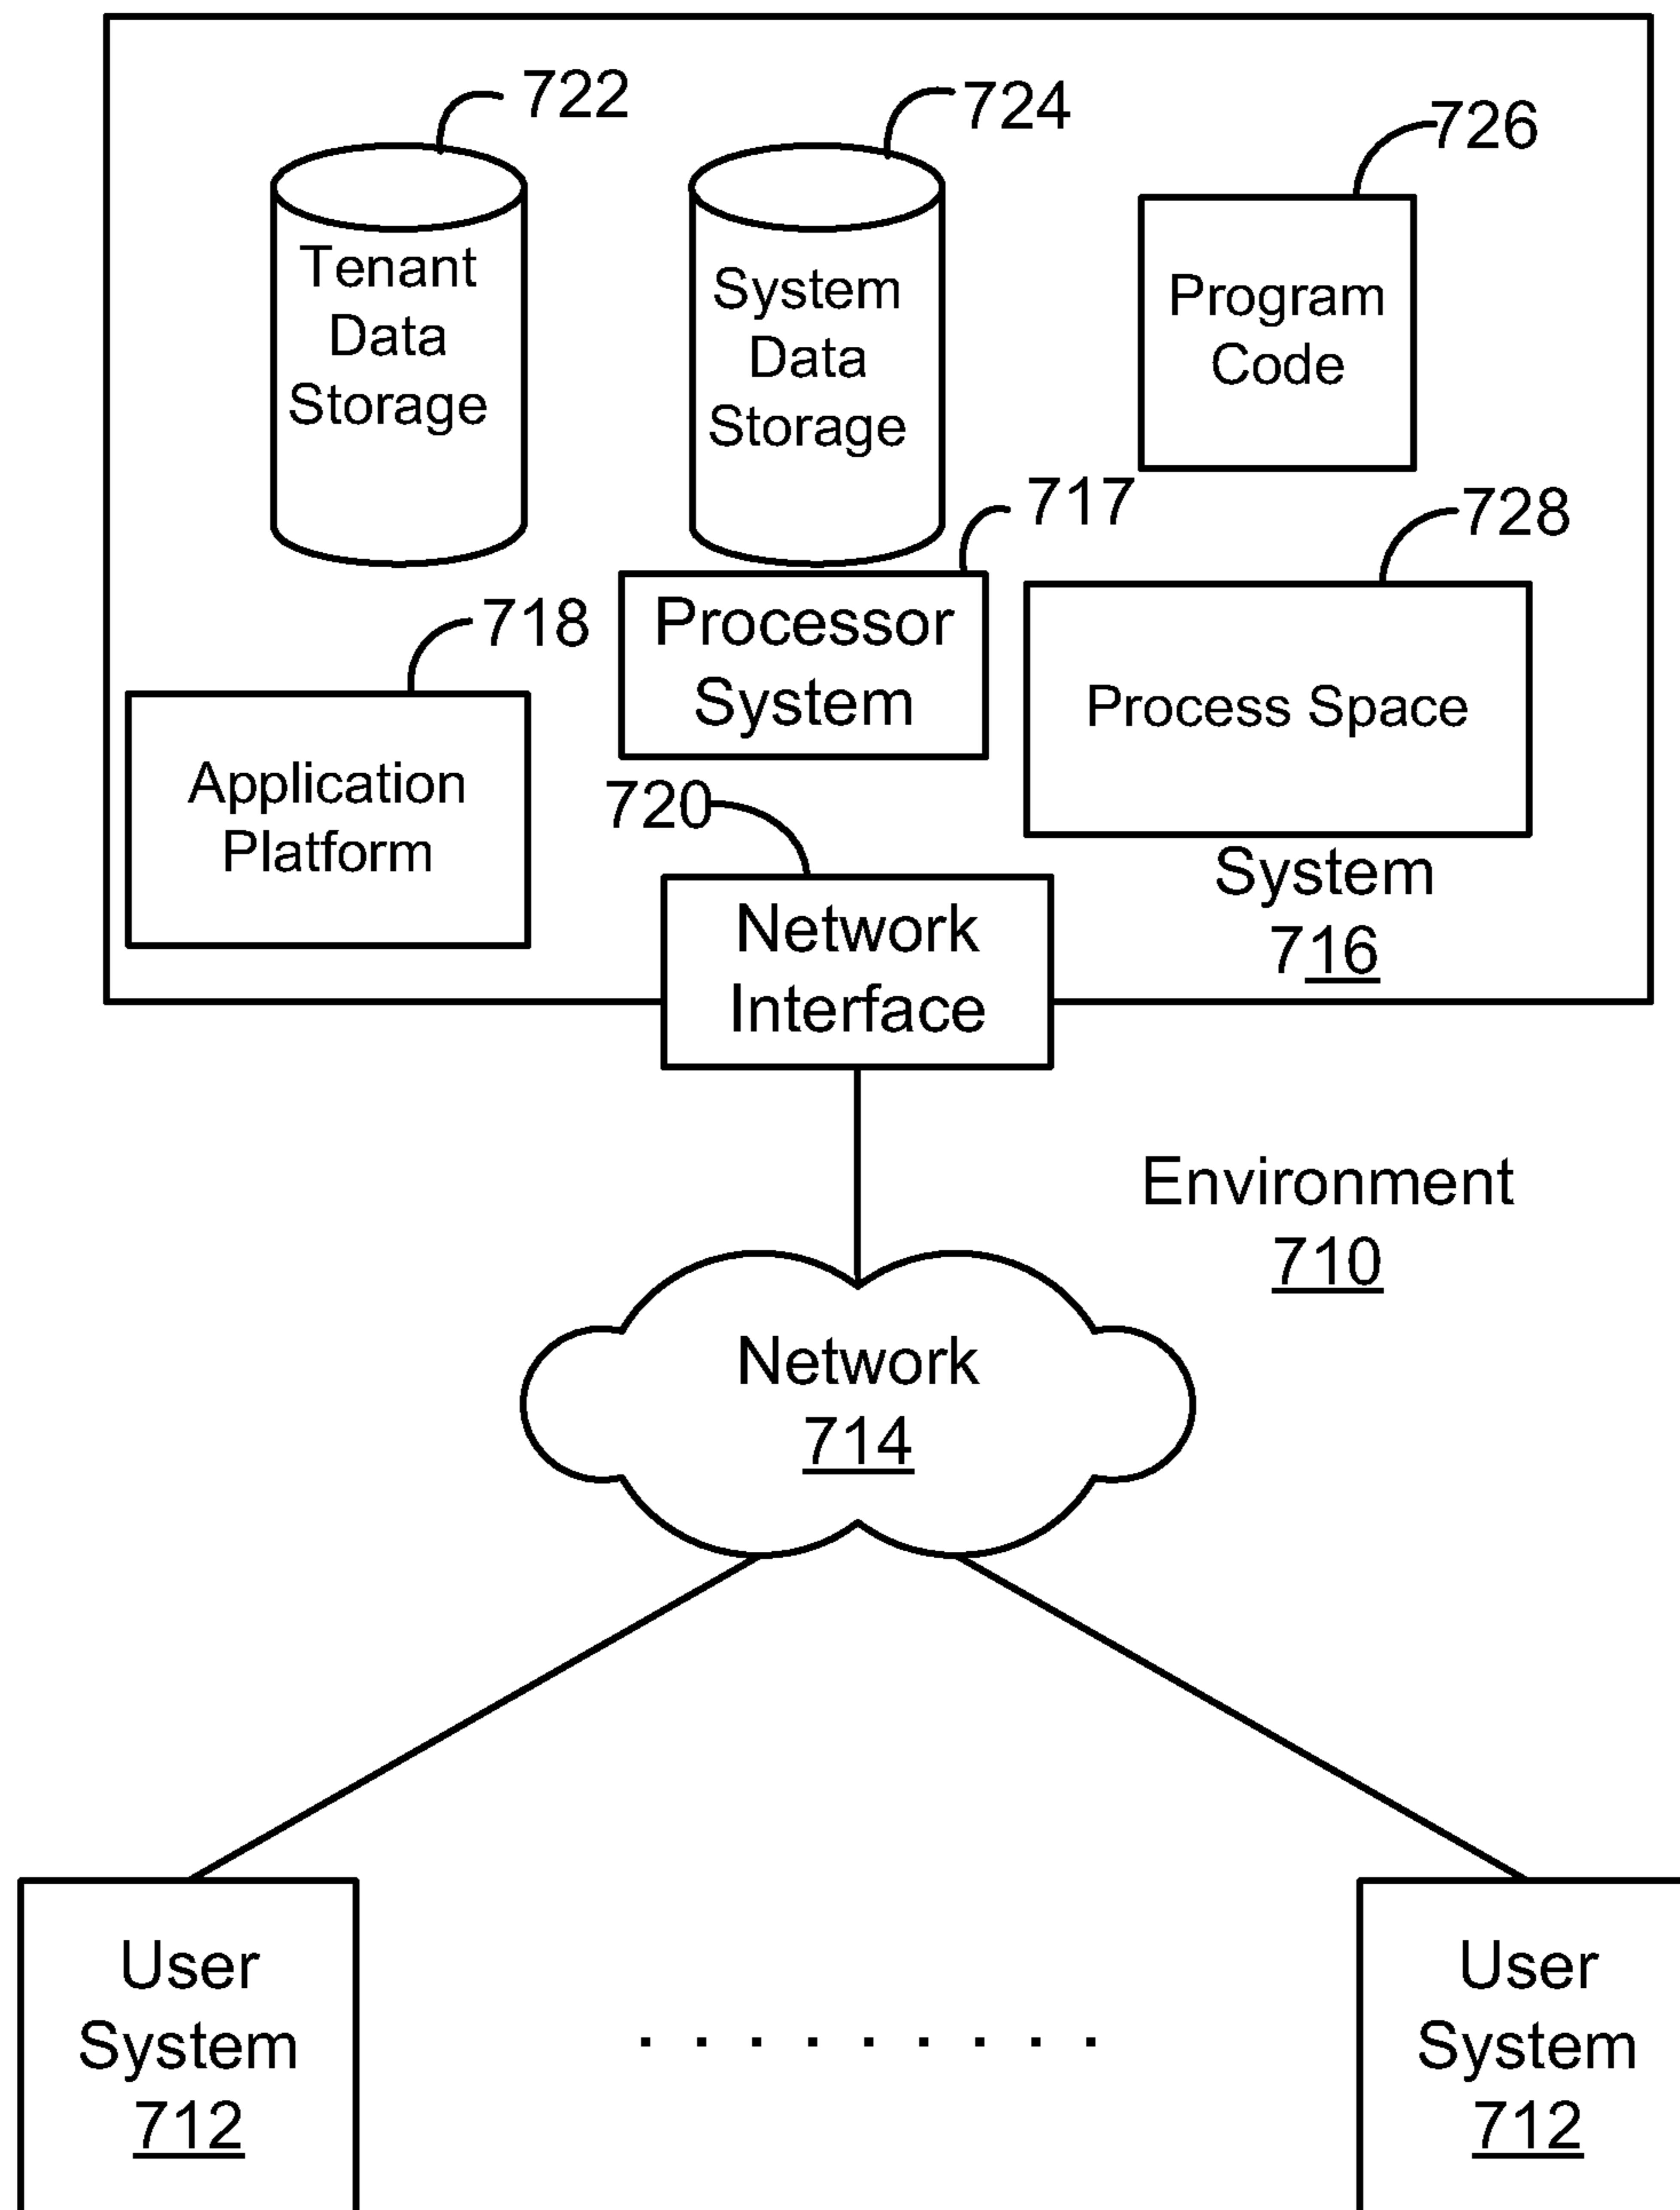 722
724
726
Tenant
Data
Storage
System
Data
Storage
Program
Code
717
728
718
Processor
System
Process Space
Application
Platform
720
System
716
Network
Interface
Environment
710
Network
714
User
System
712
. . . . . . . . .
User
System
712